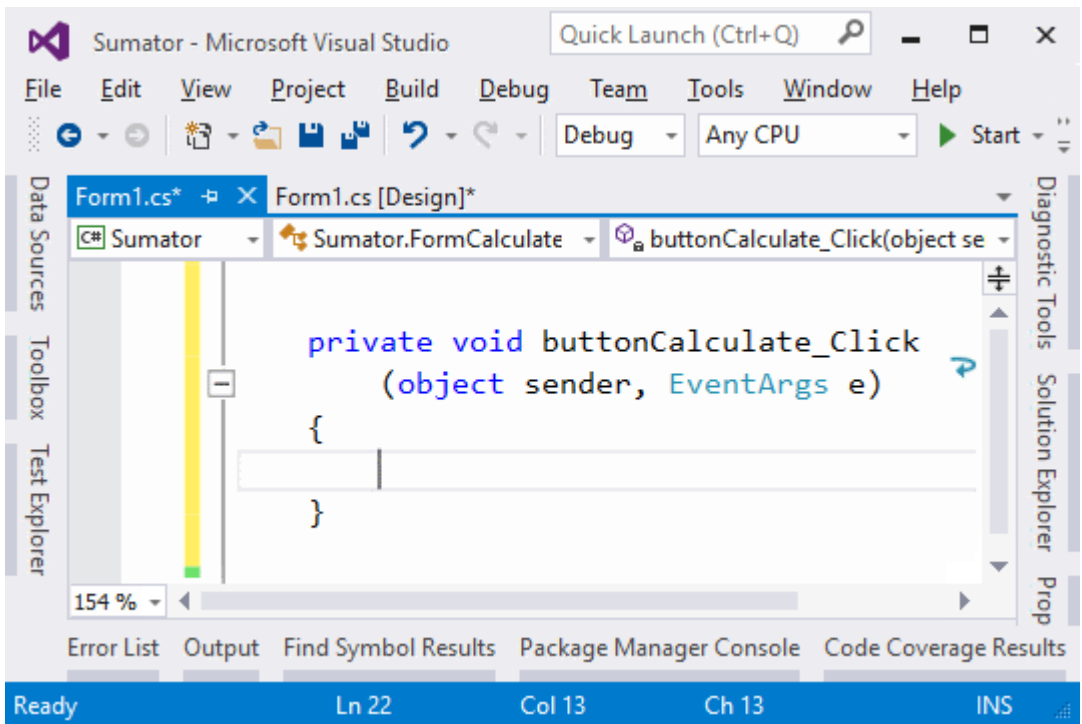 Sumator - Microsoft Visual Studio
Quick Launch (Ctrl+Q)
File Edit View Project Build Debug Team Tools Window Help
Debug Any CPU Start
Data Sources
Toolbox
Test Explorer
Form1.cs* Form1.cs [Design]*
C# Sumator Sumator.FormCalculate buttonCalculate_Click(object se
private void buttonCalculate_Click
(object sender, EventArgs e)
{
}
154 %
Diagnostic Tools
Solution Explorer
Prop
Error List Output Find Symbol Results Package Manager Console Code Coverage Results
Ready Ln 22 Col 13 Ch 13 INS